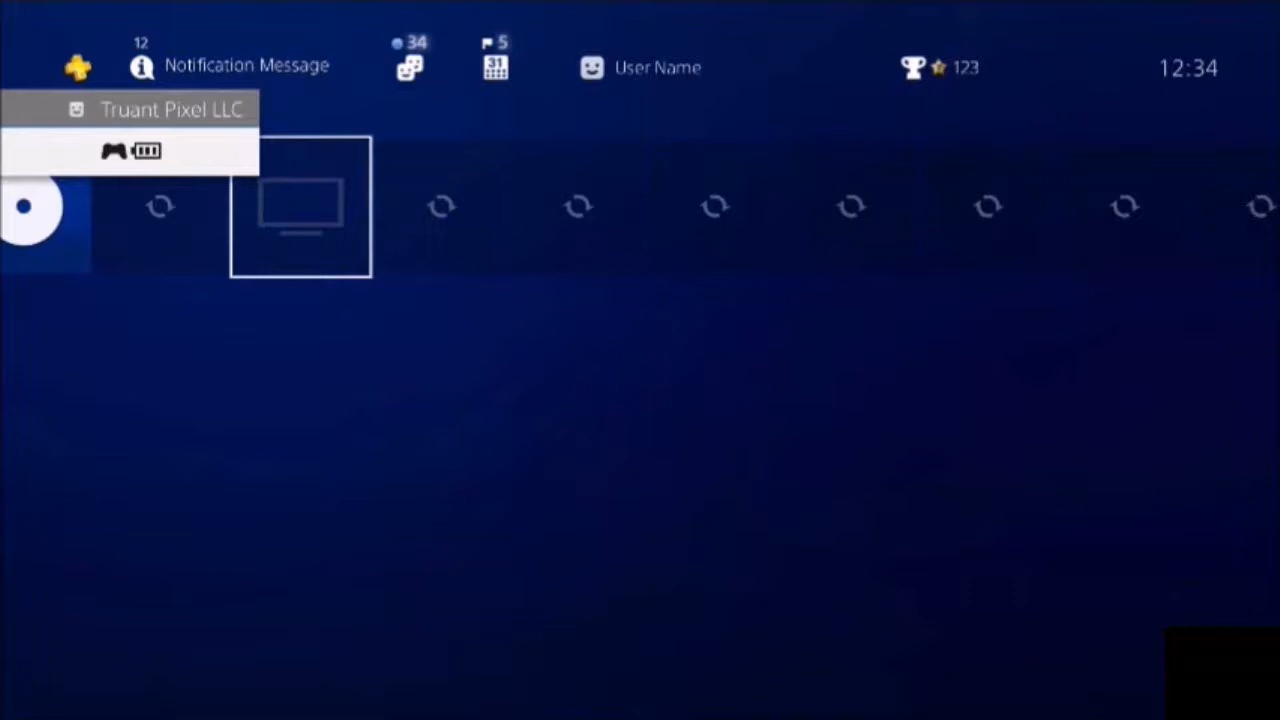 12
Notification Message
34
5
31
User Name
123
12:34
Truant Pixel LLC